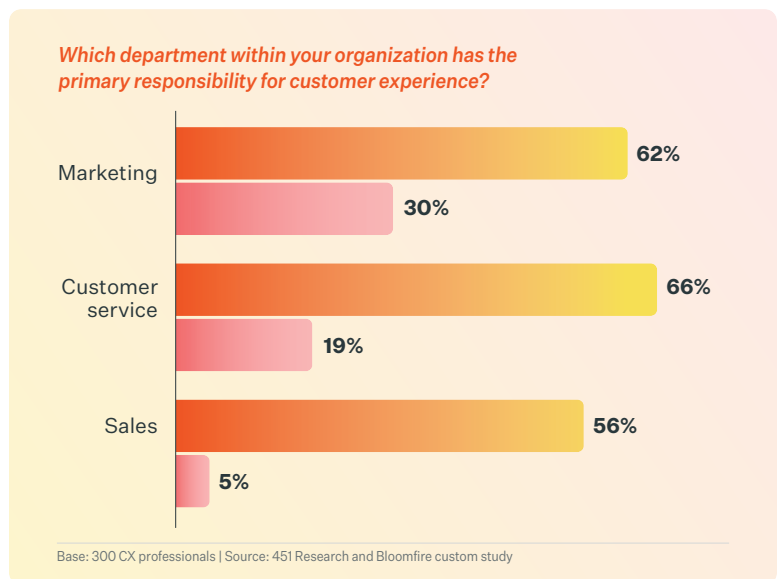 Which department within your organization has the
primary responsibility for customer experience?
Marketing
62%
30%
Customer
service
66%
19%
Sales
56%
5%
Base: 300 CX professionals | Source: 451 Research and Bloomfire custom study